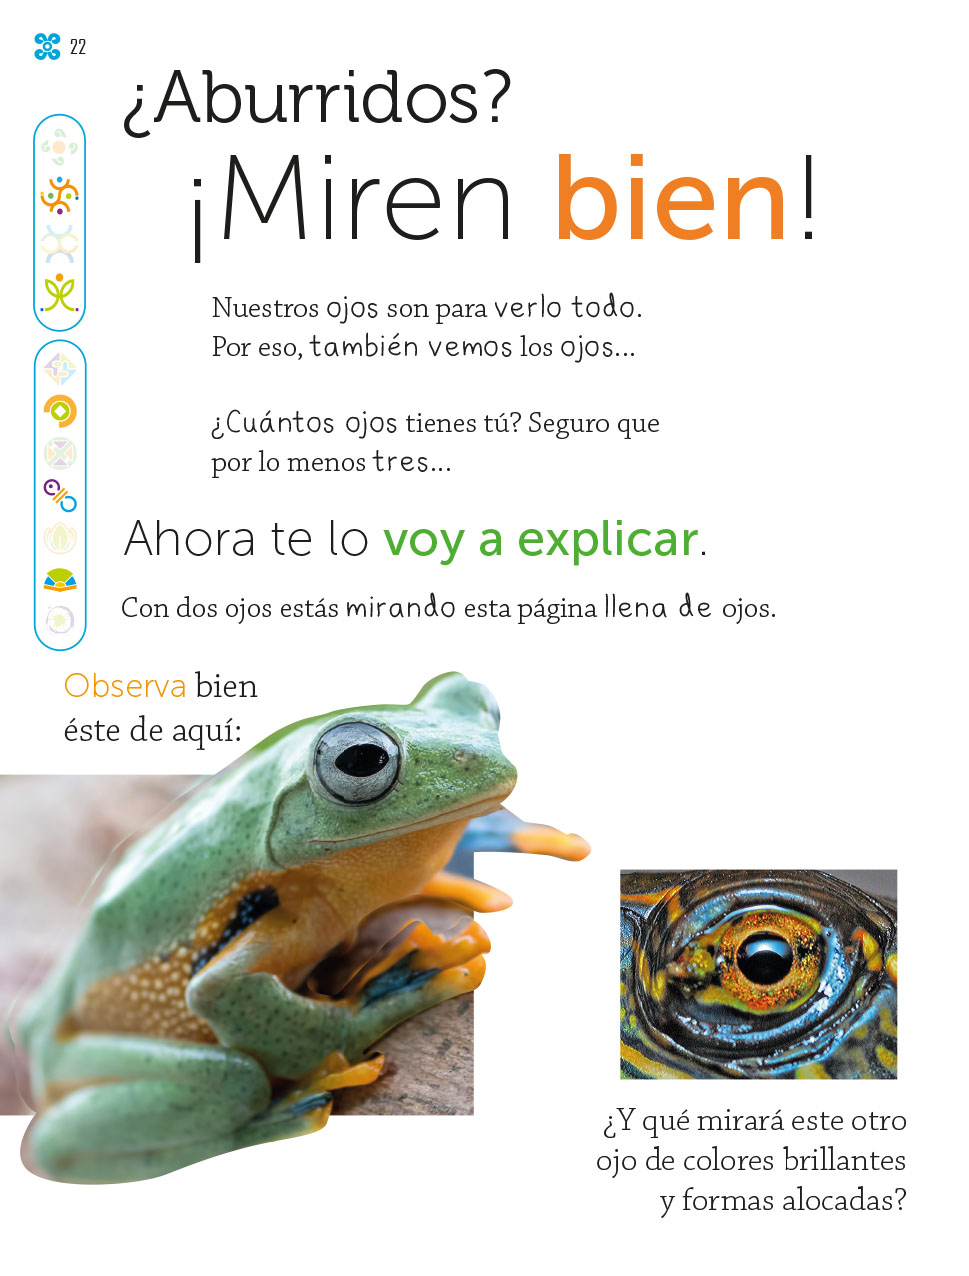 22
¿Aburridos?
¡Miren bien!
Nuestros ojos son para verlo todo.
Por eso, también vemos los ojos...
¿Cuántos ojos tienes tú? Seguro que
por lo menos tres...
Ahora te lo voy a explicar.
Con dos ojos estás mirando esta página llena de ojos.
Observa bien
éste de aquí:
¿Y qué mirará este otro
ojo de colores brillantes
y formas alocadas?